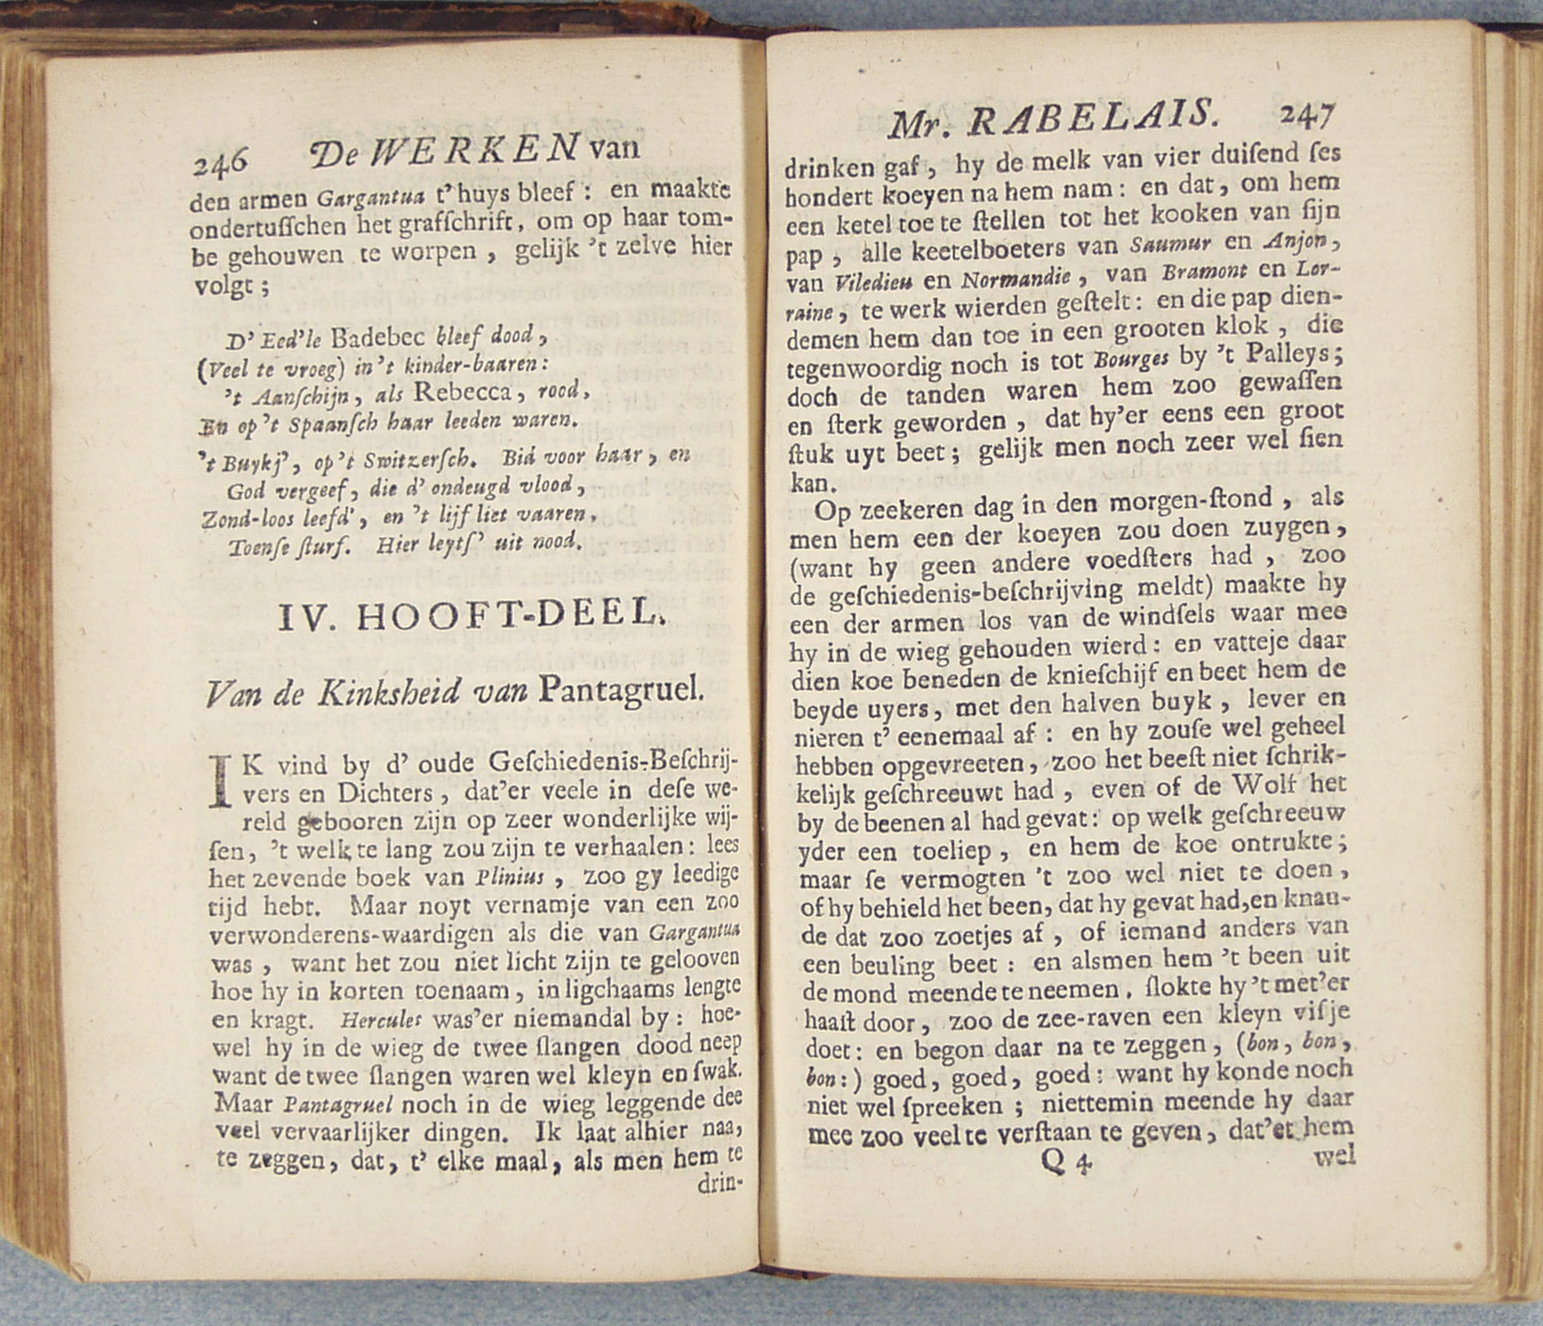 246 De WERKEN van
den armen Gargantua t'huys bleef : en maakte
ondertuſſchen het grafſchrift, om op haar tom-
be gehouwen te worpen , gelijk 't zelve hier
volgt ;
D' Eed'le Badebec bleef dood ,
(Veel te vroeg) in 't kinder-baaren :
't Aanſchijn , als Rebecca , rood ,
En op 't Spaanſch haar leeden waren.
't Buykj' , op 't Switzerſch. Bid voor haar , en
God vergeef , die d' ondeugd vlood ,
Zond-loos leefd' , en 't lijf liet vaaren ,
Toenſe ſturf. Hier leytſ' uit nood.
IV. HOOFT-DEEL.
Van de Kinksheid van Pantagruel.
IK vind by d' oude Geſchiedenis-Beſchrij-
vers en Dichters , dat'er veele in deſe we-
reld gebooren zijn op zeer wonderlijke wij-
ſen, 't welk te lang zou zijn te verhaalen : lees
het zevende boek van Plinius , zoo gy leedige
tijd hebt. Maar noyt vernamje van een zoo
verwonderens-waardigen als die van Gargantua
was , want het zou niet licht zijn te gelooven
hoe hy in korten toenaam , in ligchaams lengte
en kragt. Hercules was'er niemandal by : hoe-
wel hy in de wieg de twee ſlangen dood neep
want de twee ſlangen waren wel kleyn en ſwak.
Maar Pantagruel noch in de wieg leggende dee
veel vervaarlijker dingen. Ik laat alhier naa,
te zeggen, dat, t' elke maal, als men hem te
drin-
Mr. RABELAIS. 247
drinken gaf , hy de melk van vier duiſend ſes
hondert koeyen na hem nam : en dat, om hem
een ketel toe te ſtellen tot het kooken van ſijn
pap , alle keetelboeters van Saumur en Anjon ,
van Viledieu en Normandie , van Bramont en Lor-
raine , te werk wierden geſtelt : en die pap dien-
demen hem dan toe in een grooten klok , die
tegenwoordig noch is tot Bourges by 't Palleys ;
doch de tanden waren hem zoo gewaſſen
en ſterk geworden , dat hy'er eens een groot
ſtuk uyt beet ; gelijk men noch zeer wel ſien
kan.
Op zeekeren dag in den morgen-ſtond , als
men hem een der koeyen zou doen zuygen ,
(want hy geen andere voedſters had , zoo
de geſchiedenis-beſchrijving meldt) maakte hy
een der armen los van de windſels waar mee
hy in de wieg gehouden wierd : en vatteje daar
dien koe beneden de knieſchijf en beet hem de
beyde uyers , met den halven buyk , lever en
nieren t' eenemaal af : en hy zouſe wel geheel
hebben opgevreeten , zoo het beeſt niet ſchrik-
kelijk geſchreeuwt had , even of de Wolf het
by de beenen al had gevat : op welk geſchreeuw
yder een toeliep , en hem de koe ontrukte ;
maar ſe vermogten 't zoo wel niet te doen ,
of hy behield het been, dat hy gevat had, en knau-
de dat zoo zoetjes af , of iemand anders van
een beuling beet : en alsmen hem 't been uit
de mond meende te neemen , ſlokte hy 't met'er
haaſt door , zoo de zee-raven een kleyn viſje
doet : en begon daar na te zeggen , (bon , bon ,
bon :) goed, goed, goed : want hy konde noch
niet wel ſpreeken ; niettemin meende hy daar
mee zoo veel te verſtaan te geven , dat'et hem
Q 4 wel